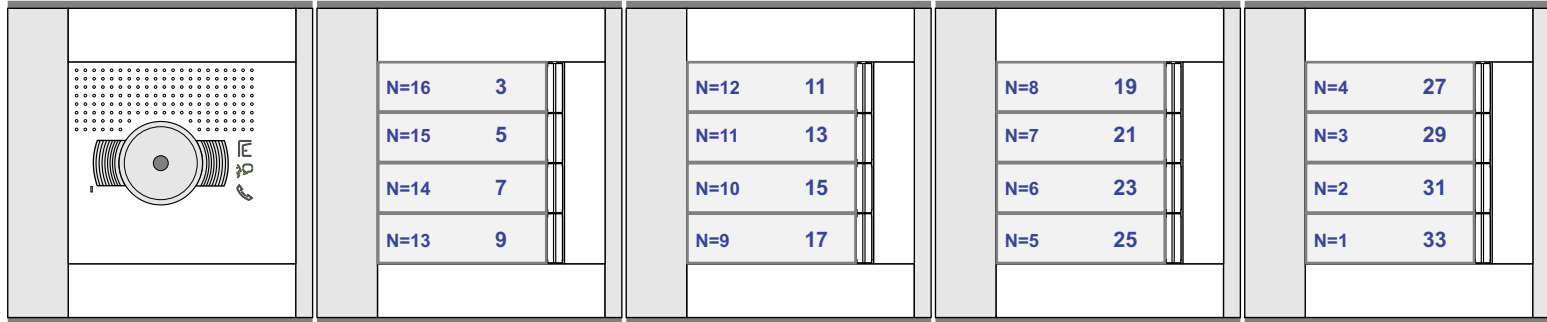 N=16 3
N=15 5
N=14 7
N=13 9
N=12 11
N=11 13
N=10 15
N=9 17
N=8 19
N=7 21
N=6 23
N=5 25
N=4 27
N=3 29
N=2 31
N=1 33